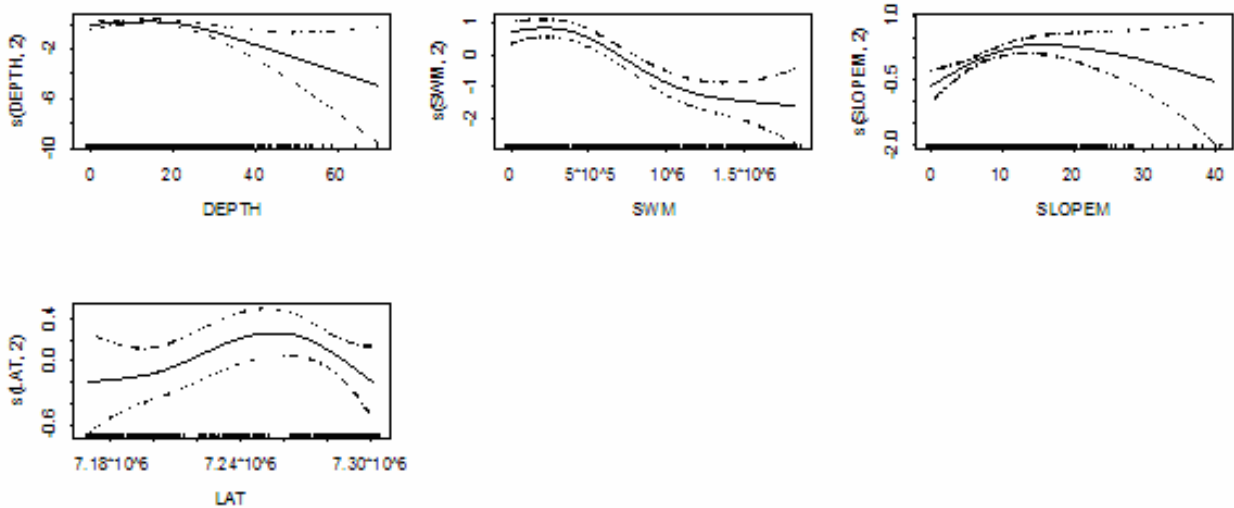 s(DEPTH, 2)
-2
-6
-10
0 20 40 60
DEPTH
s(SWM, 2)
1
0
-1
-2
0 5*10^5 10^6 1.5*10^6
SWM
s(SLOPEM, 2)
1.0
-0.5
-2.0
0 10 20 30 40
SLOPEM
s(LAT, 2)
0.4
0.0
-0.6
7.18*10^6 7.24*10^6 7.30*10^6
LAT